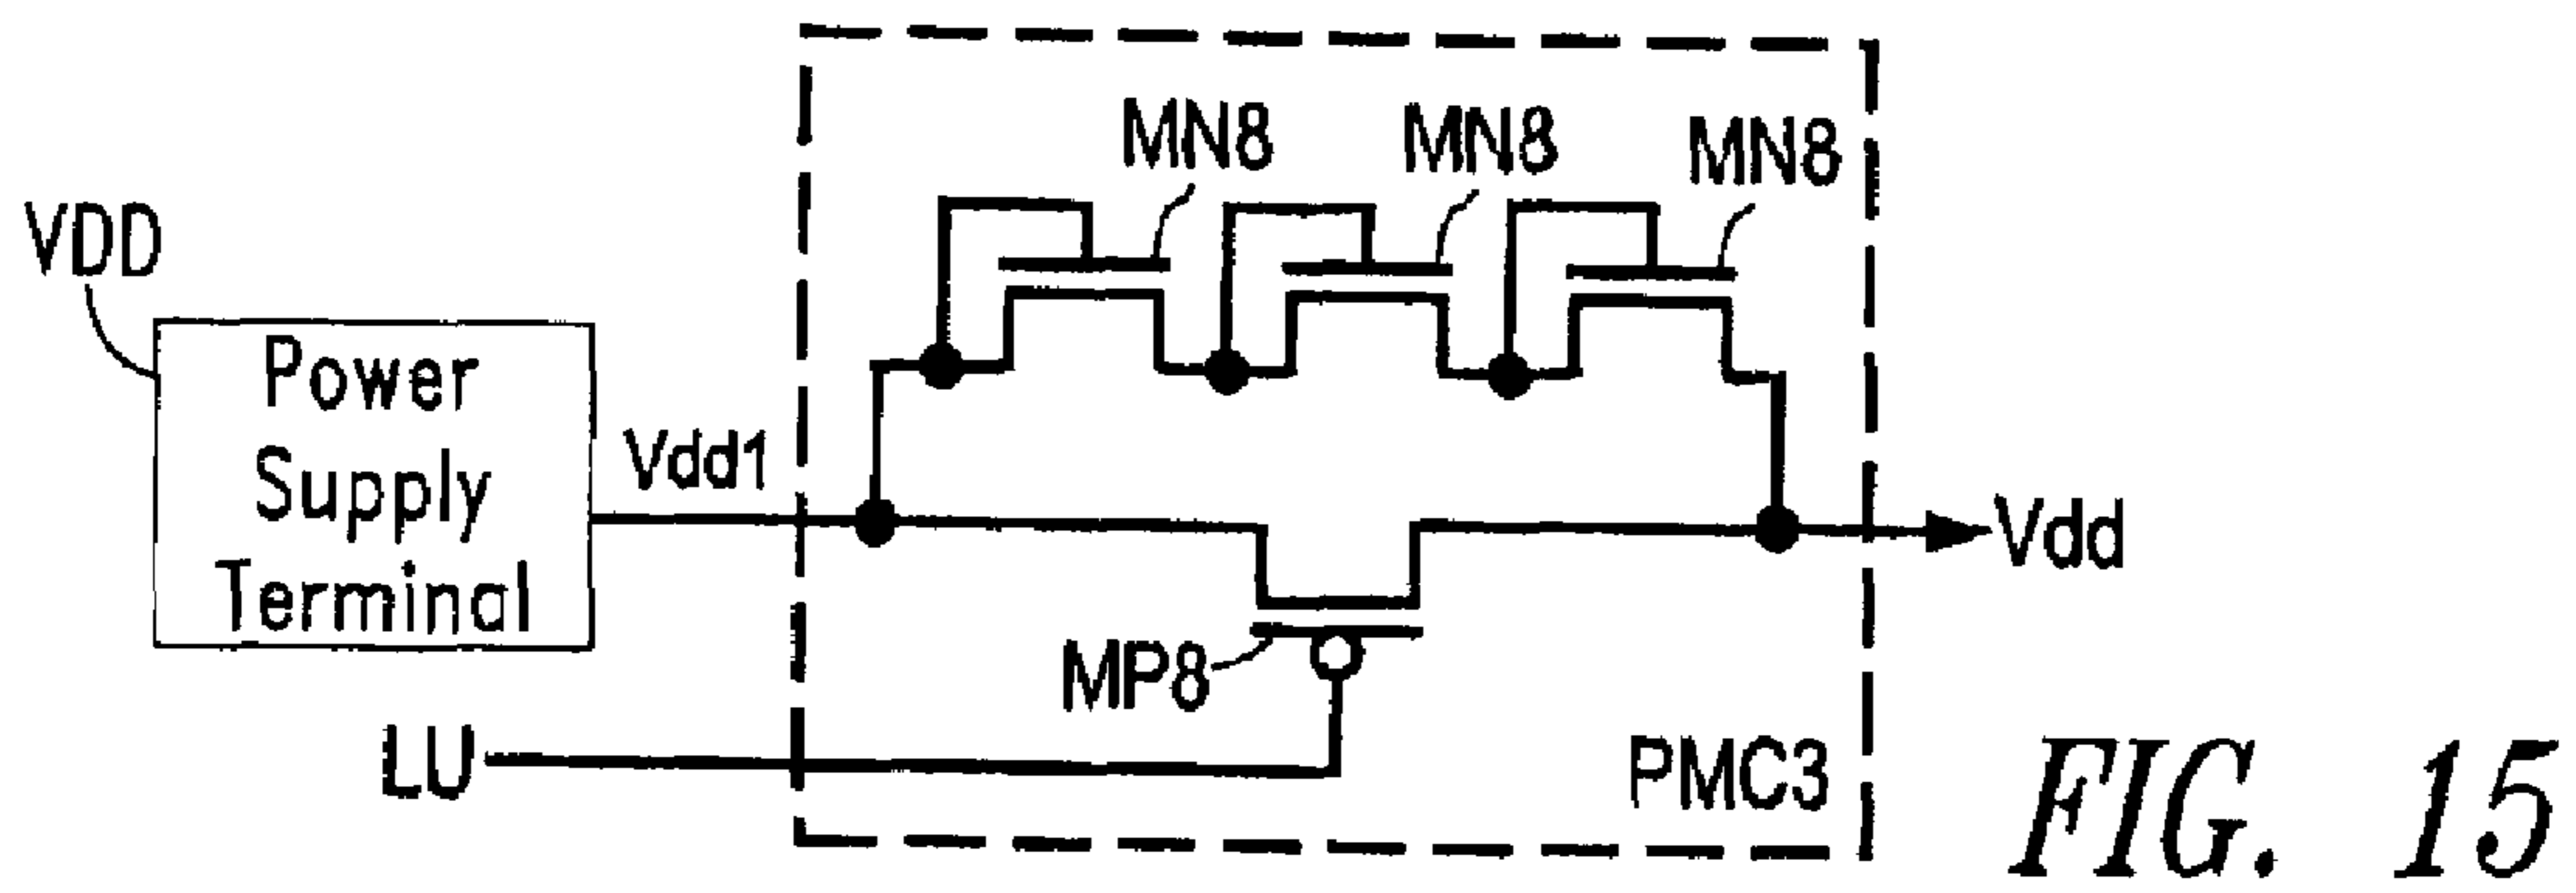 MN8
MN8
MN8
VDD
Power
Supply
Terminal
Vdd1
Vdd
MP8
LU
PMC3
FIG. 15